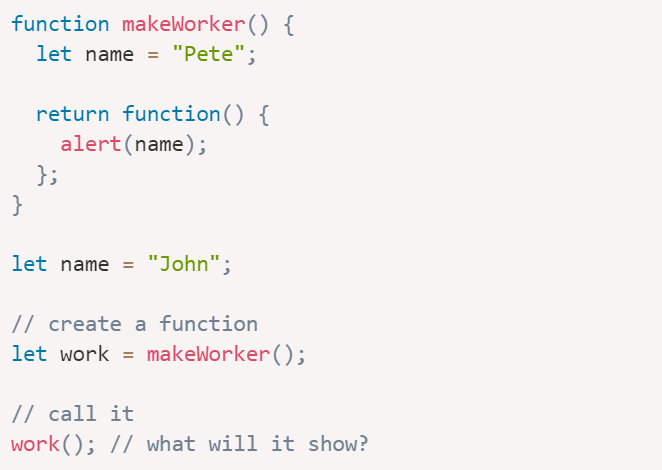 function makeWorker() {
  let name = "Pete";

  return function() {
    alert(name);
  };
}

let name = "John";

// create a function
let work = makeWorker();

// call it
work(); // what will it show?